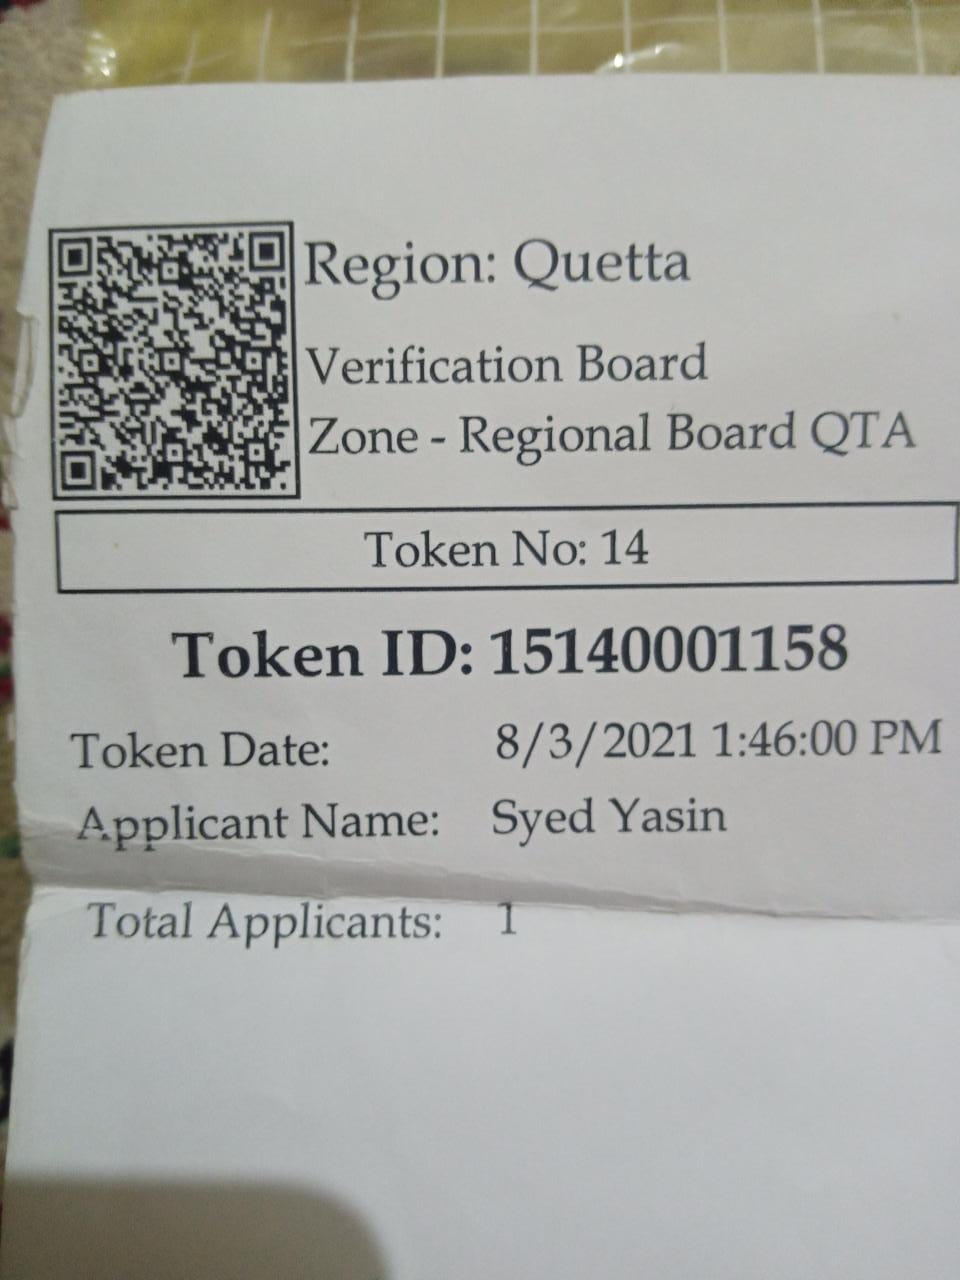 Region: Quetta
Verification Board
Zone - Regional Board QTA
Token No: 14
Token ID: 15140001158
Token Date: 8/3/2021 1:46:00 PM
Applicant Name: Syed Yasin
Total Applicants: 1